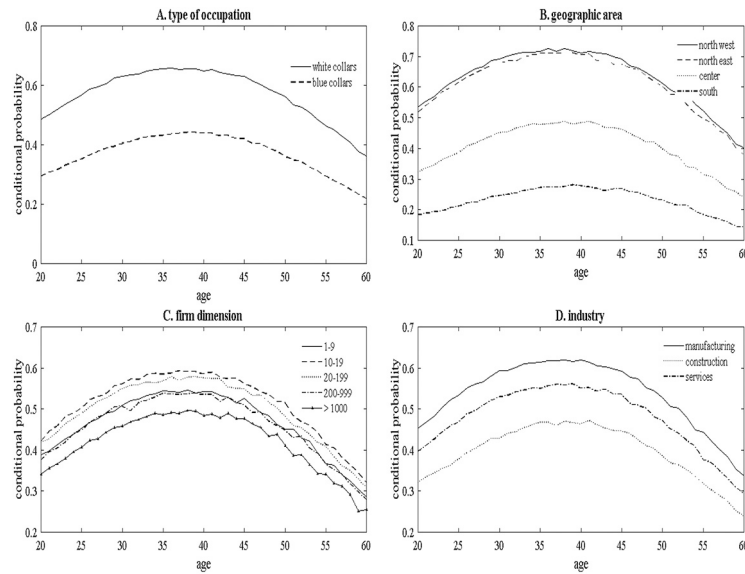 A. type of occupation
conditional probability
0.8
0.6
0.4
0.2
0
20 25 30 35 40 45 50 55 60
age
white collars
blue collars
B. geographic area
conditional probability
0.8
0.7
0.6
0.5
0.4
0.3
0.2
0.1
20 25 30 35 40 45 50 55 60
age
north west
north east
center
south
C. firm dimension
conditional probability
0.7
0.6
0.5
0.4
0.3
0.2
20 25 30 35 40 45 50 55 60
age
1-9
10-19
20-199
200-999
> 1000
D. industry
conditional probability
0.7
0.6
0.5
0.4
0.3
0.2
20 25 30 35 40 45 50 55 60
age
manufacturing
construction
services